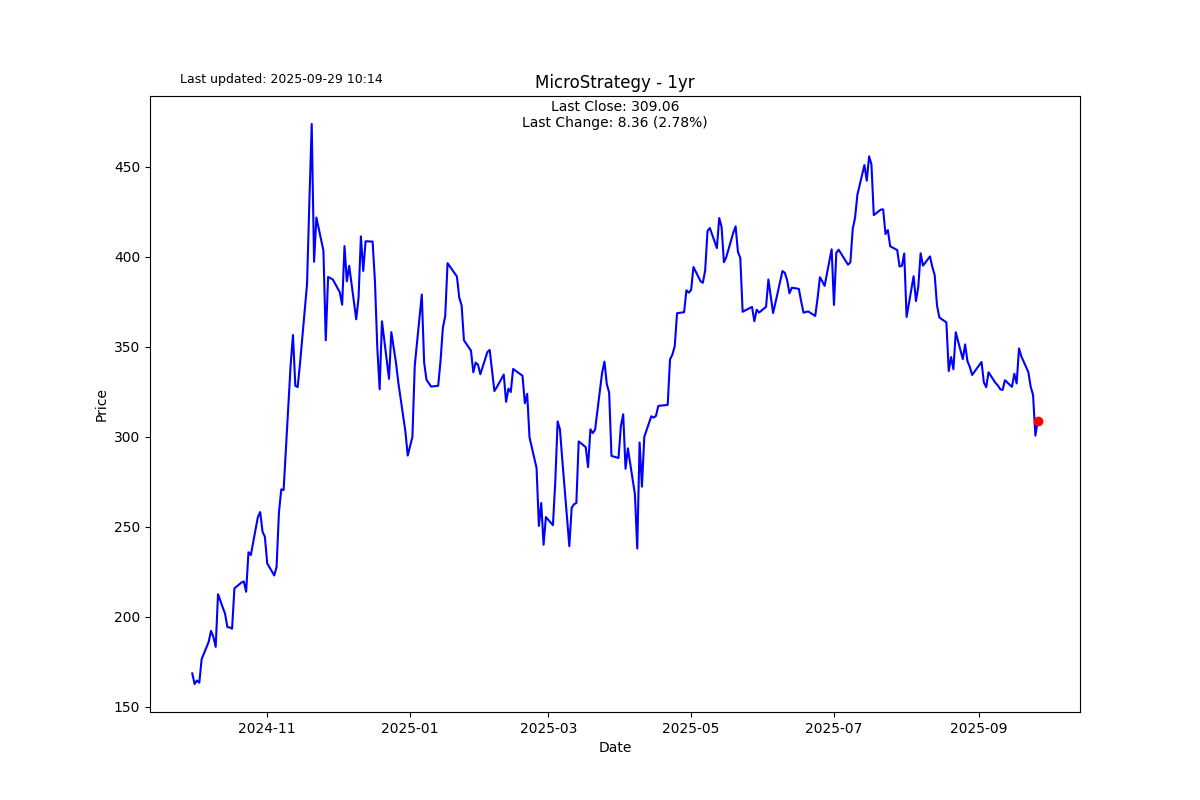 Last updated: 2025-09-29 10:14
MicroStrategy - 1yr
Last Close: 309.06
Last Change: 8.36 (2.78%)
Price
450
400
350
300
250
200
150
2024-11
2025-01
2025-03
2025-05
2025-07
2025-09
Date